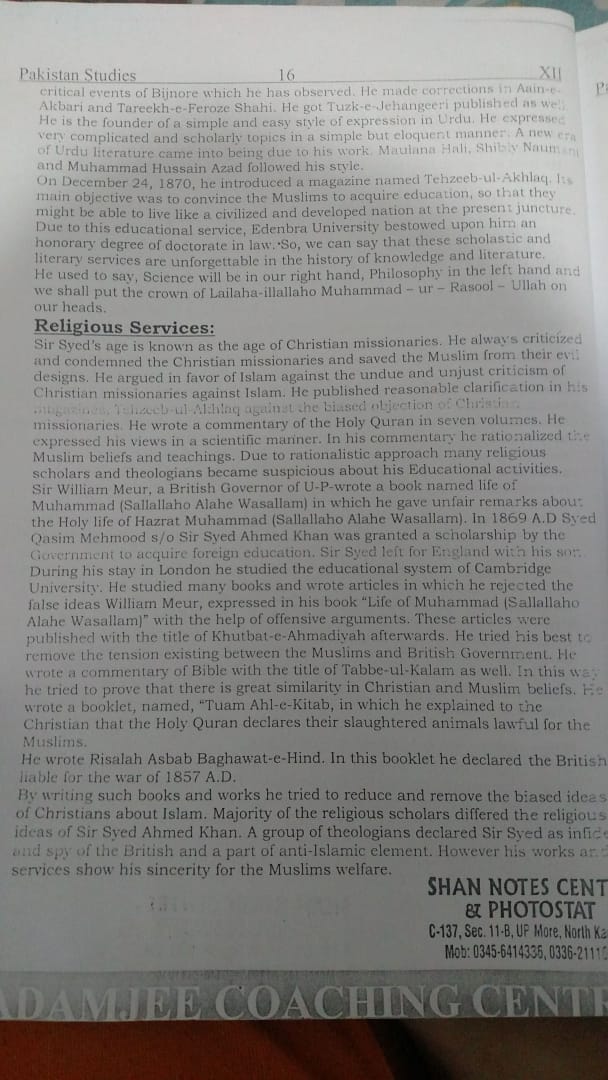 Pakistan Studies 16 XII
critical events of Bijnore which he has observed. He made corrections in Aain-e-
Akbari and Tareekh-e-Feroze Shahi. He got Tuzk-e-Jehangeeri published as well.
He is the founder of a simple and easy style of expression in Urdu. He expressed
very complicated and scholarly topics in a simple but eloquent manner. A new era
of Urdu literature came into being due to his work. Maulana Hali, Shibly Naumani
and Muhammad Hussain Azad followed his style.
On December 24, 1870, he introduced a magazine named Tehzeeb-ul-Akhlaq. Its
main objective was to convince the Muslims to acquire education, so that they
might be able to live like a civilized and developed nation at the present juncture.
Due to this educational service, Edenbra University bestowed upon him an
honorary degree of doctorate in law. So, we can say that these scholastic and
literary services are unforgettable in the history of knowledge and literature.
He used to say, Science will be in our right hand, Philosophy in the left hand and
we shall put the crown of Lailaha-illallaho Muhammad – ur – Rasool – Ullah on
our heads.
Religious Services:
Sir Syed's age is known as the age of Christian missionaries. He always criticized
and condemned the Christian missionaries and saved the Muslim from their evil
designs. He argued in favor of Islam against the undue and unjust criticism of
Christian missionaries against Islam. He published reasonable clarification in his
magazines, Tehzeeb-ul-Akhlaq against the biased objection of Christian
missionaries. He wrote a commentary of the Holy Quran in seven volumes. He
expressed his views in a scientific manner. In his commentary he rationalized the
Muslim beliefs and teachings. Due to rationalistic approach many religious
scholars and theologians became suspicious about his Educational activities.
Sir William Meur, a British Governor of U-P-wrote a book named life of
Muhammad (Sallallaho Alahe Wasallam) in which he gave unfair remarks about
the Holy life of Hazrat Muhammad (Sallallaho Alahe Wasallam). In 1869 A.D Syed
Qasim Mehmood s/o Sir Syed Ahmed Khan was granted a scholarship by the
Government to acquire foreign education. Sir Syed left for England with his son.
During his stay in London he studied the educational system of Cambridge
University. He studied many books and wrote articles in which he rejected the
false ideas William Meur, expressed in his book “Life of Muhammad (Sallallaho
Alahe Wasallam)” with the help of offensive arguments. These articles were
published with the title of Khutbat-e-Ahmadiyah afterwards. He tried his best to
remove the tension existing between the Muslims and British Government. He
wrote a commentary of Bible with the title of Tabbe-ul-Kalam as well. In this way
he tried to prove that there is great similarity in Christian and Muslim beliefs. He
wrote a booklet, named, “Tuam Ahl-e-Kitab, in which he explained to the
Christian that the Holy Quran declares their slaughtered animals lawful for the
Muslims.
He wrote Risalah Asbab Baghawat-e-Hind. In this booklet he declared the British
liable for the war of 1857 A.D.
By writing such books and works he tried to reduce and remove the biased ideas
of Christians about Islam. Majority of the religious scholars differed the religious
ideas of Sir Syed Ahmed Khan. A group of theologians declared Sir Syed as
and spy of the British and a part of anti-Islamic element. However his works
services show his sincerity for the Muslims welfare.
SHAN NOTES CENT
& PHOTOSTAT
C-137, Sec. 11-B, UP More, North Ka
Mob: 0345-6414335, 0336-2111
ADAMJEE COACHING CENTR